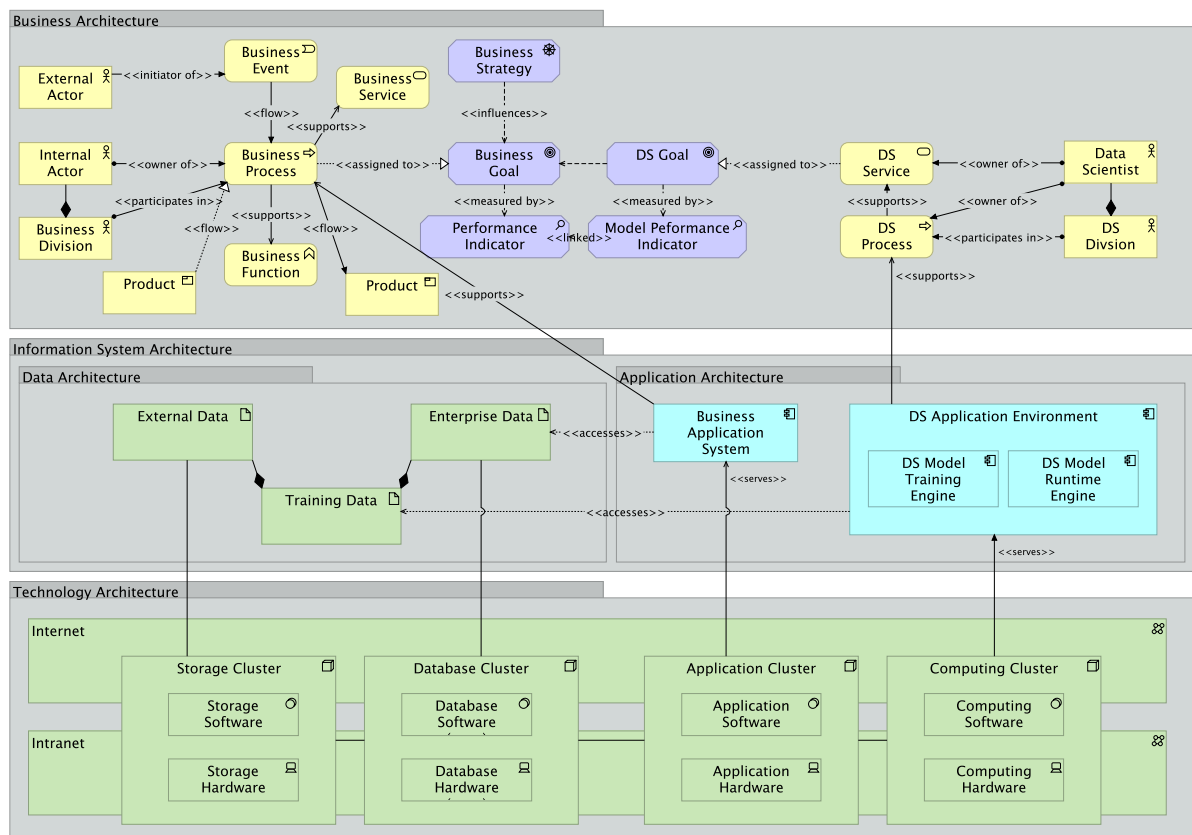 Business Architecture
External
Actor
<<initiator of>>
Business
Event
Business
Service
Business
Strategy
<<flow>>
<<supports>>
<<influences>>
Internal
Actor
<<owner of>>
Business
Process
<<assigned to>>
Business
Goal
DS Goal
<<assigned to>>
DS
Service
<<owner of>>
Data
Scientist
<<participates in>>
<<supports>>
<<flow>>
<<measured by>>
<<measured by>>
<<supports>>
<<owner of>>
Business
Division
<<flow>>
Business
Function
Performance
Indicator
<<linked>>
Model Peformance
Indicator
DS
Process
<<participates in>>
DS
Divsion
Product
Product
<<supports>>
<<supports>>
Information System Architecture
Data Architecture
Application Architecture
External Data
Enterprise Data
<<accesses>>
Business
Application
System
DS Application Environment
DS Model
Training
Engine
DS Model
Runtime
Engine
<<serves>>
Training Data
<<accesses>>
<<serves>>
Technology Architecture
Internet
Storage Cluster
Database Cluster
Application Cluster
Computing Cluster
Storage
Software
Database
Software
Application
Software
Computing
Software
Intranet
Storage
Hardware
Database
Hardware
Application
Hardware
Computing
Hardware